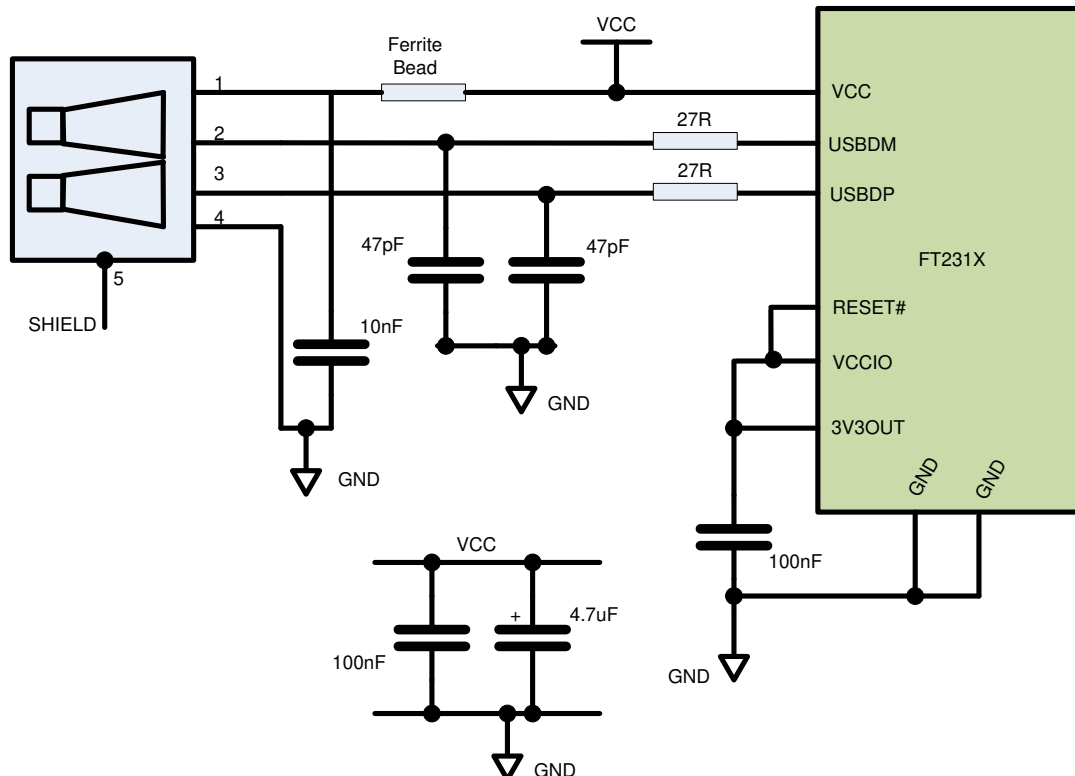 VCC
Ferrite
Bead
1
VCC
27R
2
USBDM
27R
3
USBDP
4
47pF
47pF
FT231X
5
SHIELD
RESET#
10nF
VCCIO
GND
3V3OUT
GND
GND
GND
VCC
100nF
+
4.7uF
100nF
GND
GND